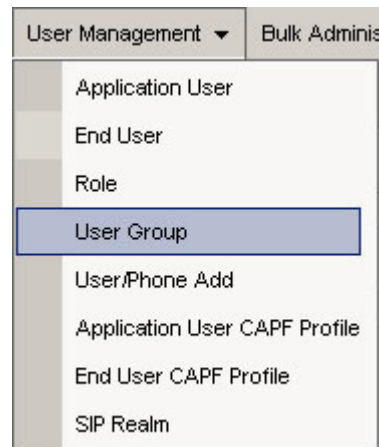 User Management Bulk Adminis
Application User
End User
Role
User Group
User/Phone Add
Application User CAPF Profile
End User CAPF Profile
SIP Realm